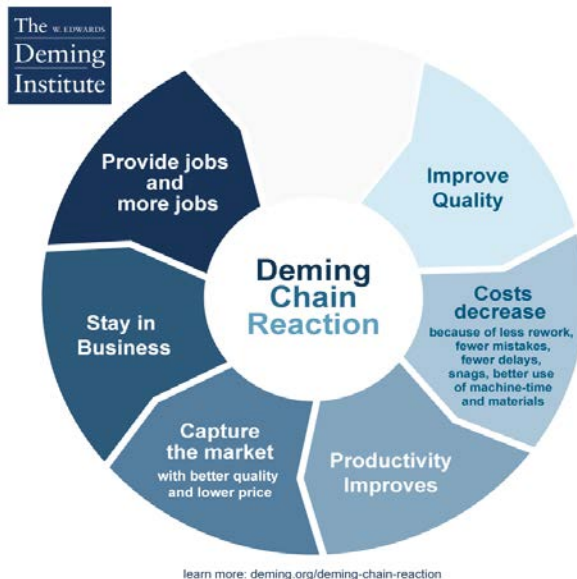 The W. EDWARDS
Deming
Institute
Improve
Quality
Costs
decrease
because of less rework,
fewer mistakes,
fewer delays,
snags, better use
of machine-time
and materials
Productivity
Improves
Capture
the market
with better quality
and lower price
Stay in
Business
Provide jobs
and
more jobs
Deming
Chain
Reaction
learn more: deming.org/deming-chain-reaction